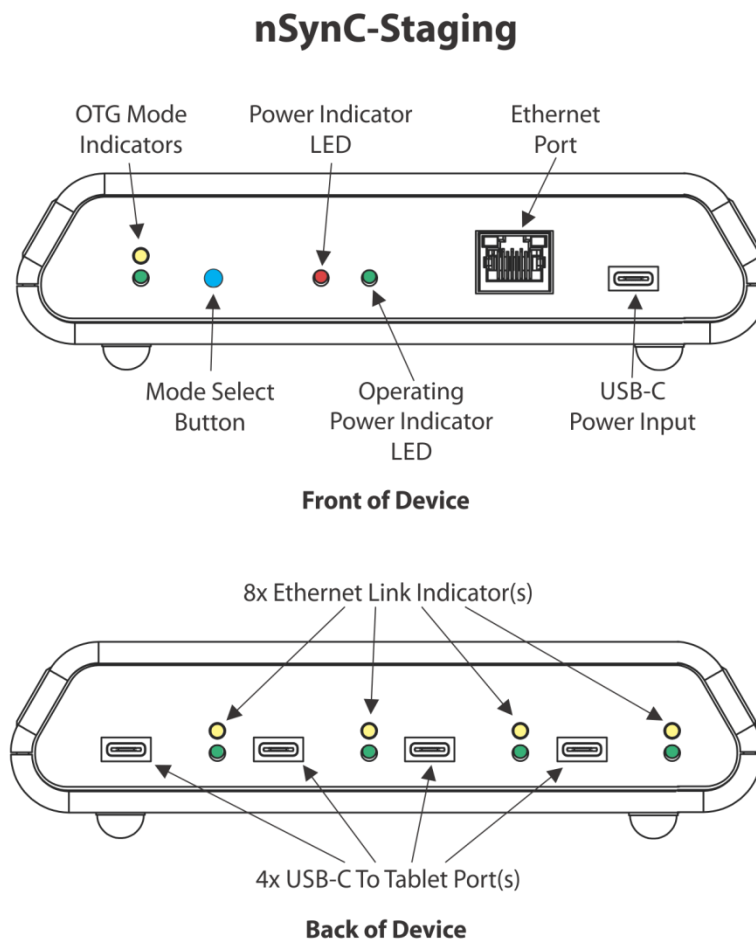 nSynC-Staging
OTG Mode
Indicators
Power Indicator
LED
Ethernet
Port
Mode Select
Button
Operating
Power Indicator
LED
USB-C
Power Input
Front of Device
8x Ethernet Link Indicator(s)
4x USB-C To Tablet Port(s)
Back of Device